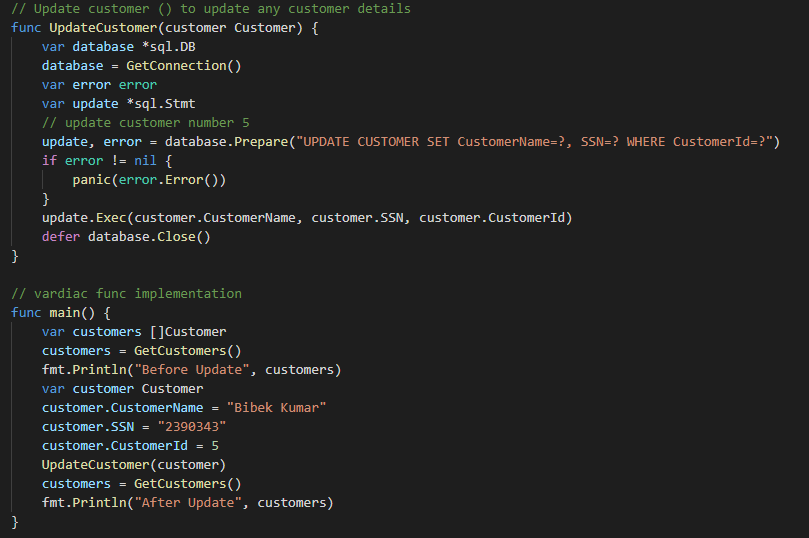 // Update customer () to update any customer details
func UpdateCustomer(customer Customer) {
    var database *sql.DB
    database = GetConnection()
    var error error
    var update *sql.Stmt
    // update customer number 5
    update, error = database.Prepare("UPDATE CUSTOMER SET CustomerName=?, SSN=? WHERE CustomerId=?")
    if error != nil {
        panic(error.Error())
    }
    update.Exec(customer.CustomerName, customer.SSN, customer.CustomerId)
    defer database.Close()
}

// vardiac func implementation
func main() {
    var customers []Customer
    customers = GetCustomers()
    fmt.Println("Before Update", customers)
    var customer Customer
    customer.CustomerName = "Bibek Kumar"
    customer.SSN = "2390343"
    customer.CustomerId = 5
    UpdateCustomer(customer)
    customers = GetCustomers()
    fmt.Println("After Update", customers)
}